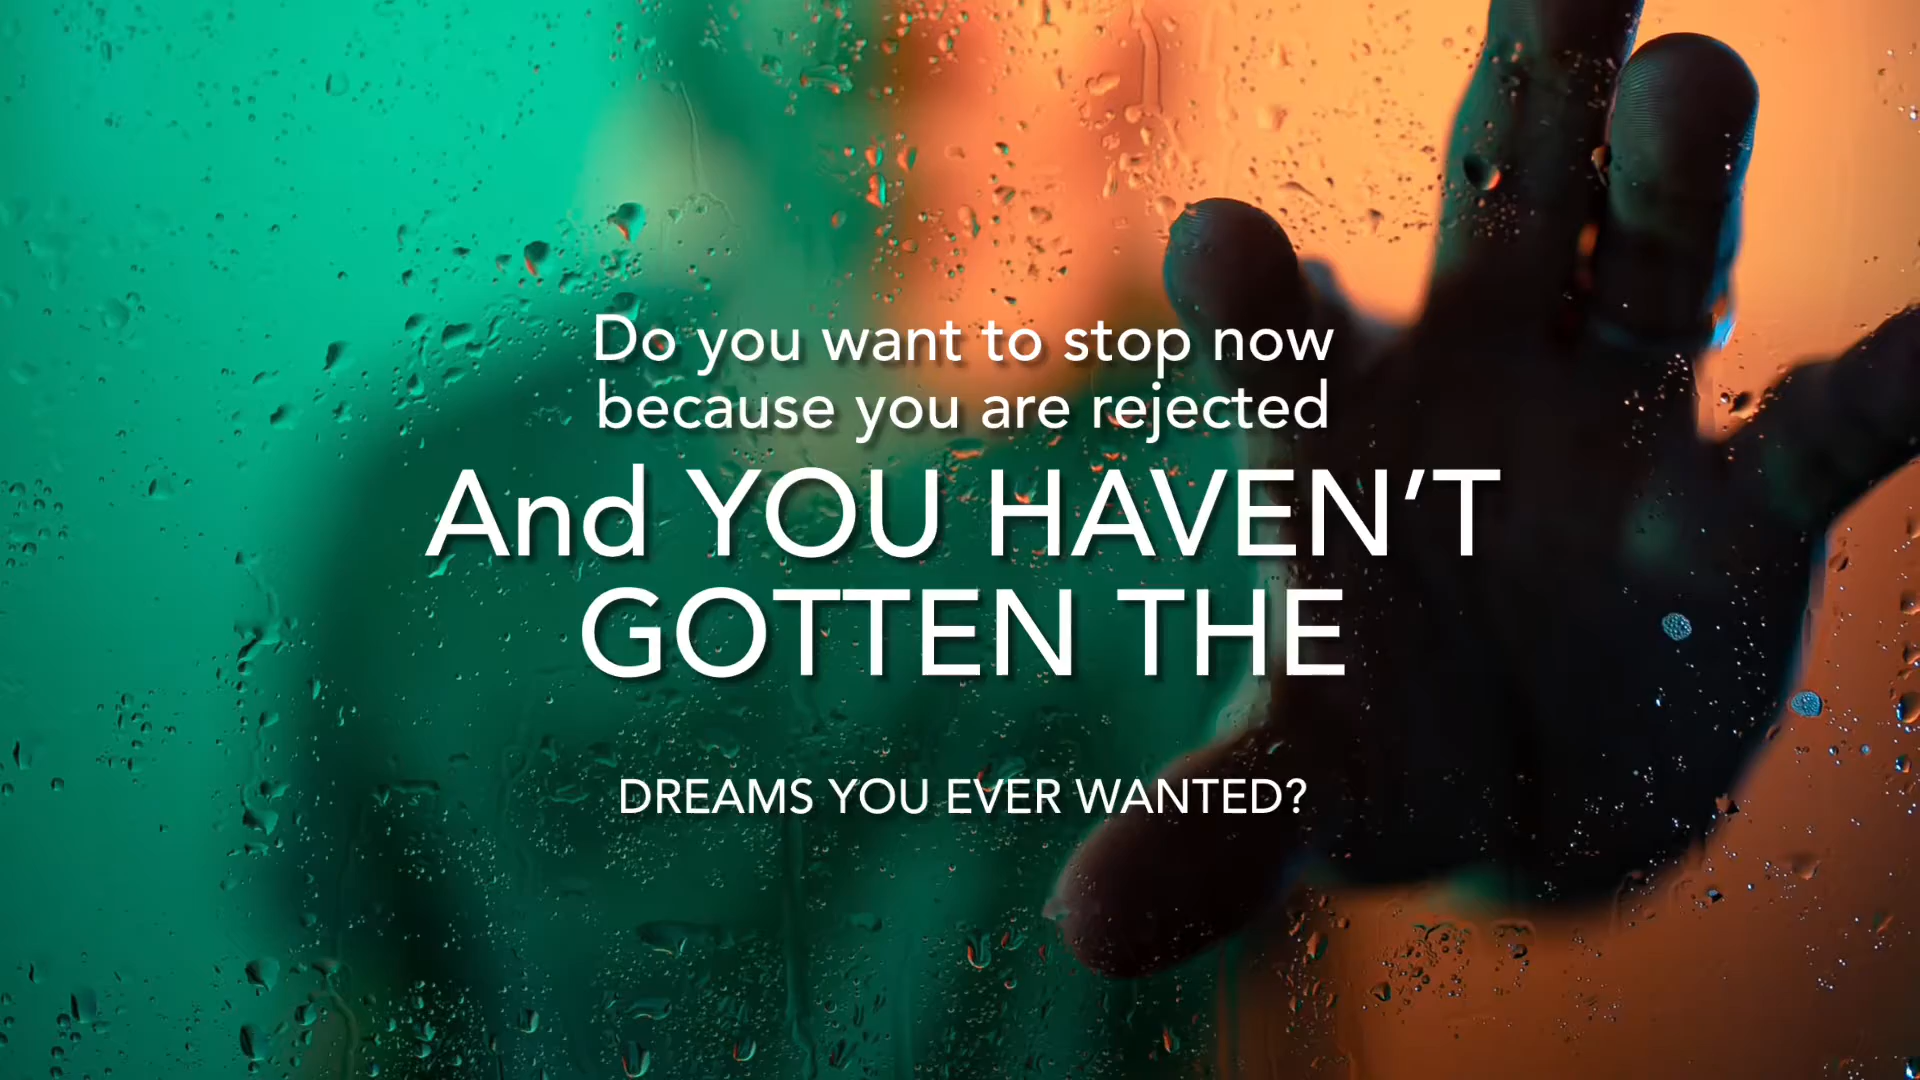 Do you want to stop now
because you are rejected
And YOU HAVEN’T
GOTTEN THE
DREAMS YOU EVER WANTED?